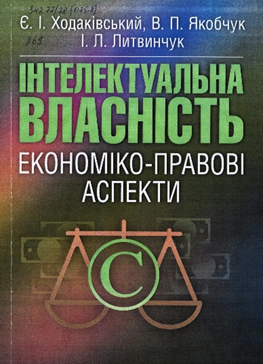 Є. І. Ходаківський, В. П. Якобчук
І. Л. Литвинчук
ІНТЕЛЕКТУАЛЬНА
ВЛАСНІСТЬ
ЕКОНОМІКО-ПРАВОВІ
АСПЕКТИ
C